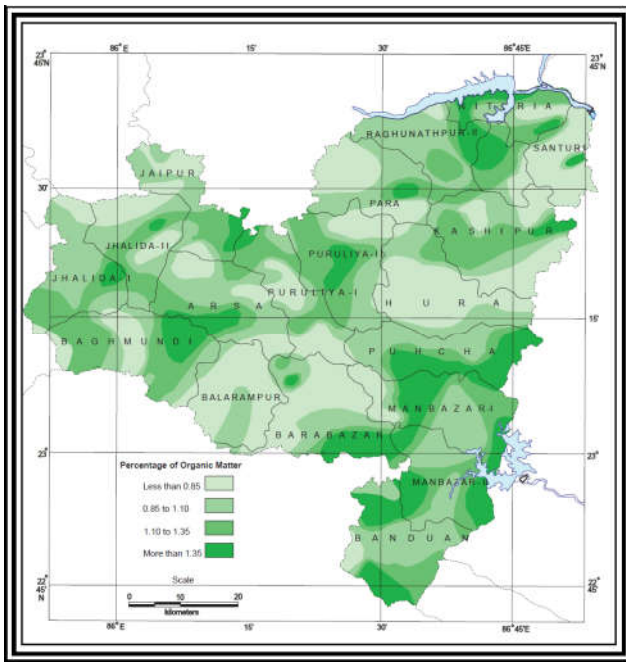 86° E 15' 30' 86° 45'E
23° 45'N
23° 45'N
NITURIA
RAGHUNATHPUR-II
SANTURI
JAIPUR
30'
30'
PARA
KASHIPUR
JHALIDA-II
PURULIYA-II
JHALIDA-I
PURULIYA-I
ARSA
HURA
15'
15'
BAGHMUNDI
PUHCHA
BALARAMPUR
MANBAZAR-I
BARABAZAR
23°
23°
Percentage of Organic Matter
MANBAZAR-II
Less than 0.85
0.85 to 1.10
1.10 to 1.35
More than 1.35
BANDUAN
Scale
0 10 20
kilometers
22° 45' N
22° 45'
86° E 15' 30' 86° 45'E